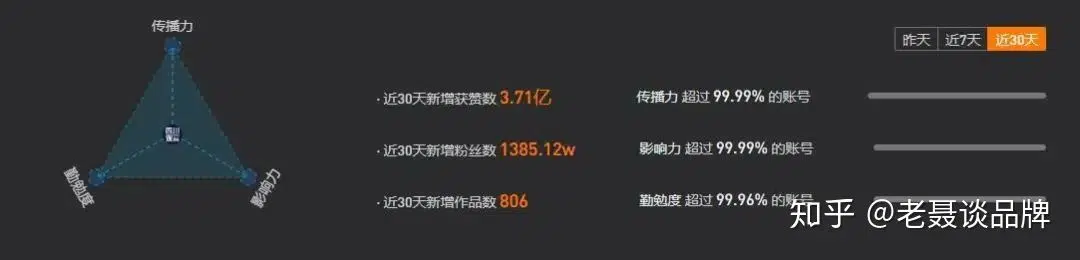 传播力
勤勉度
影响力
昨天 近7天 近30天
· 近30天新增获赞数 3.71亿
传播力 超过 99.99% 的账号
· 近30天新增粉丝数 1385.12w
影响力 超过 99.99% 的账号
· 近30天新增作品数 806
勤勉度 超过 99.96% 的账号
知乎 @老聂谈品牌